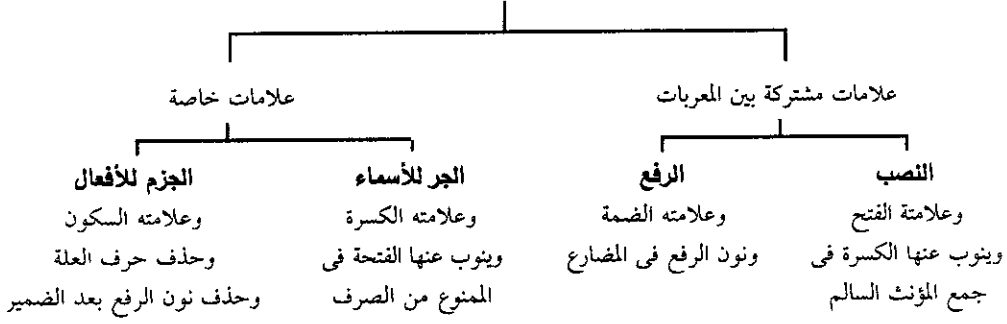 علامات مشتركة بين المعربات
علامات خاصة
النصب
وعلامتة الفتح
وينوب عنها الكسرة فى
جمع المؤنث السالم
الرفع
وعلامته الضمة
ونون الرفع فى المضارع
الجر للأسماء
وعلامته الكسرة
وينوب عنها الفتحة فى
الممنوع من الصرف
الجزم للأفعال
وعلامته السكون
وحذف حرف العلة
وحذف نون الرفع بعد الضمير